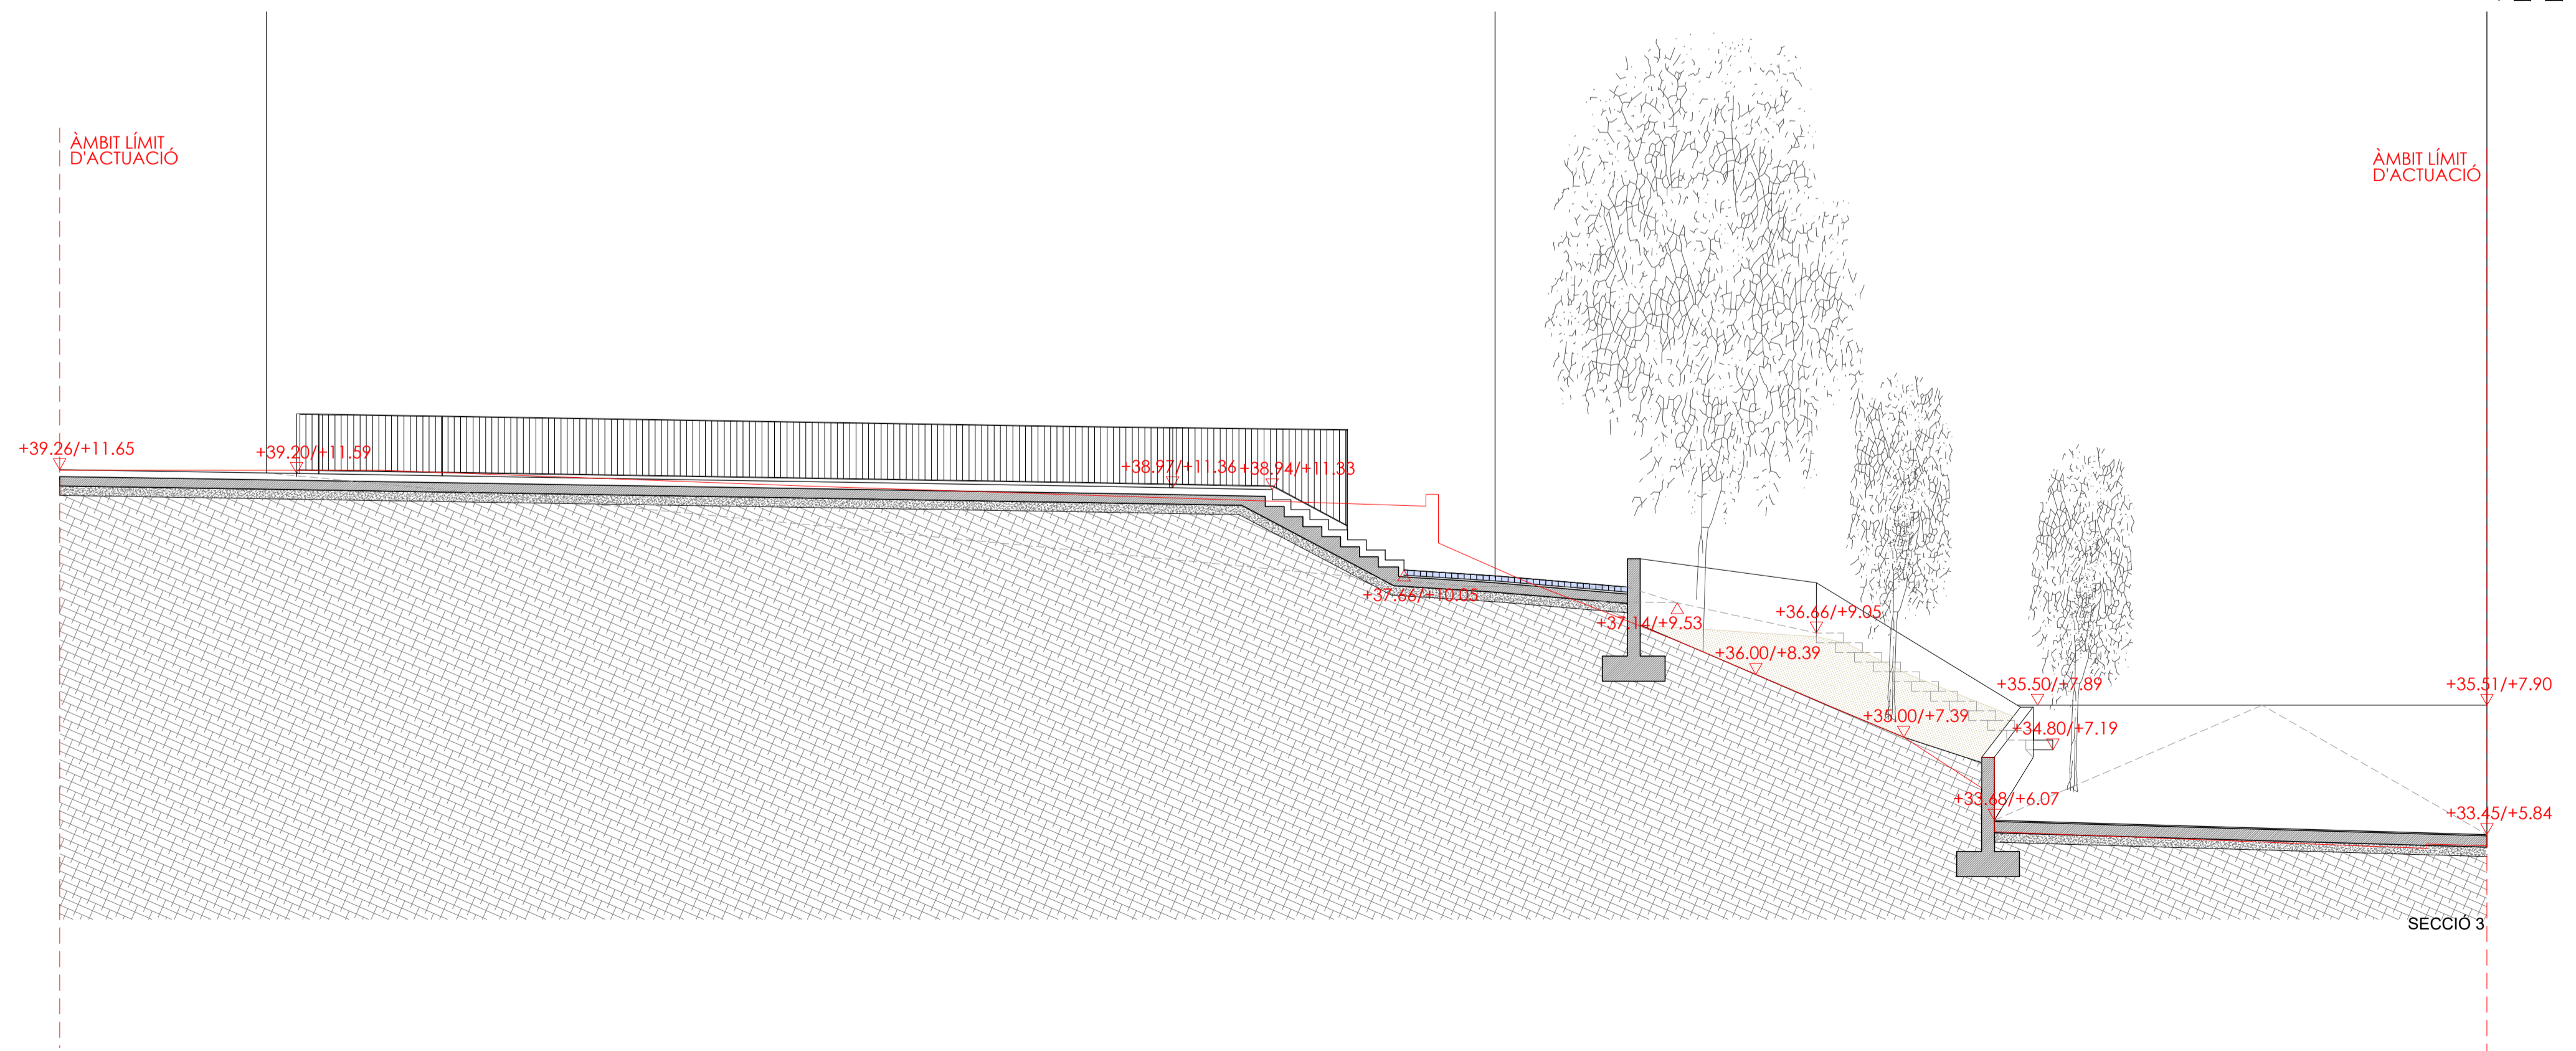 ÀMBIT LÍMIT
D'ACTUACIÓ
ÀMBIT LÍMIT
D'ACTUACIÓ
+39.26/+11.65
+39.20/+11.59
+38.97/+11.36
+38.94/+11.33
+37.66/+10.05
+37.14/+9.53
+36.66/+9.05
+36.00/+8.39
+35.50/+7.89
+35.51/+7.90
+35.00/+7.39
+34.80/+7.19
+33.68/+6.07
+33.45/+5.84
SECCIÓ 3